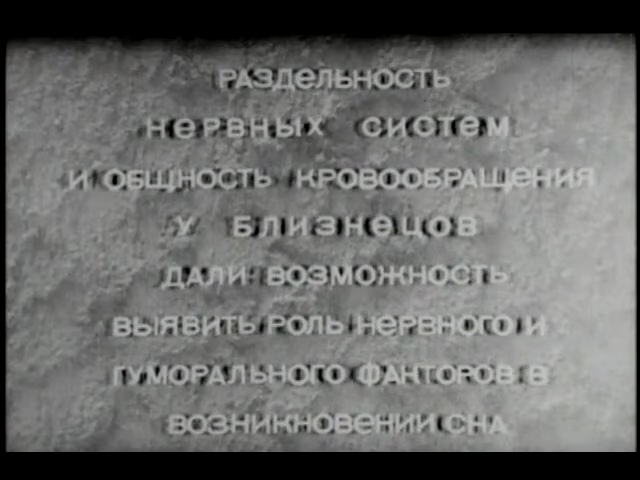 РАЗДЕЛЬНОСТЬ
НЕРВНЫХ СИСТЕМ
И ОБЩНОСТЬ КРОВООБРАЩЕНИЯ
У БЛИЗНЕЦОВ
ДАЛИ ВОЗМОЖНОСТЬ
ВЫЯВИТЬ РОЛЬ НЕРВНОГО И
ГУМОРАЛЬНОГО ФАКТОРОВ В
ВОЗНИКНОВЕНИИ СНА